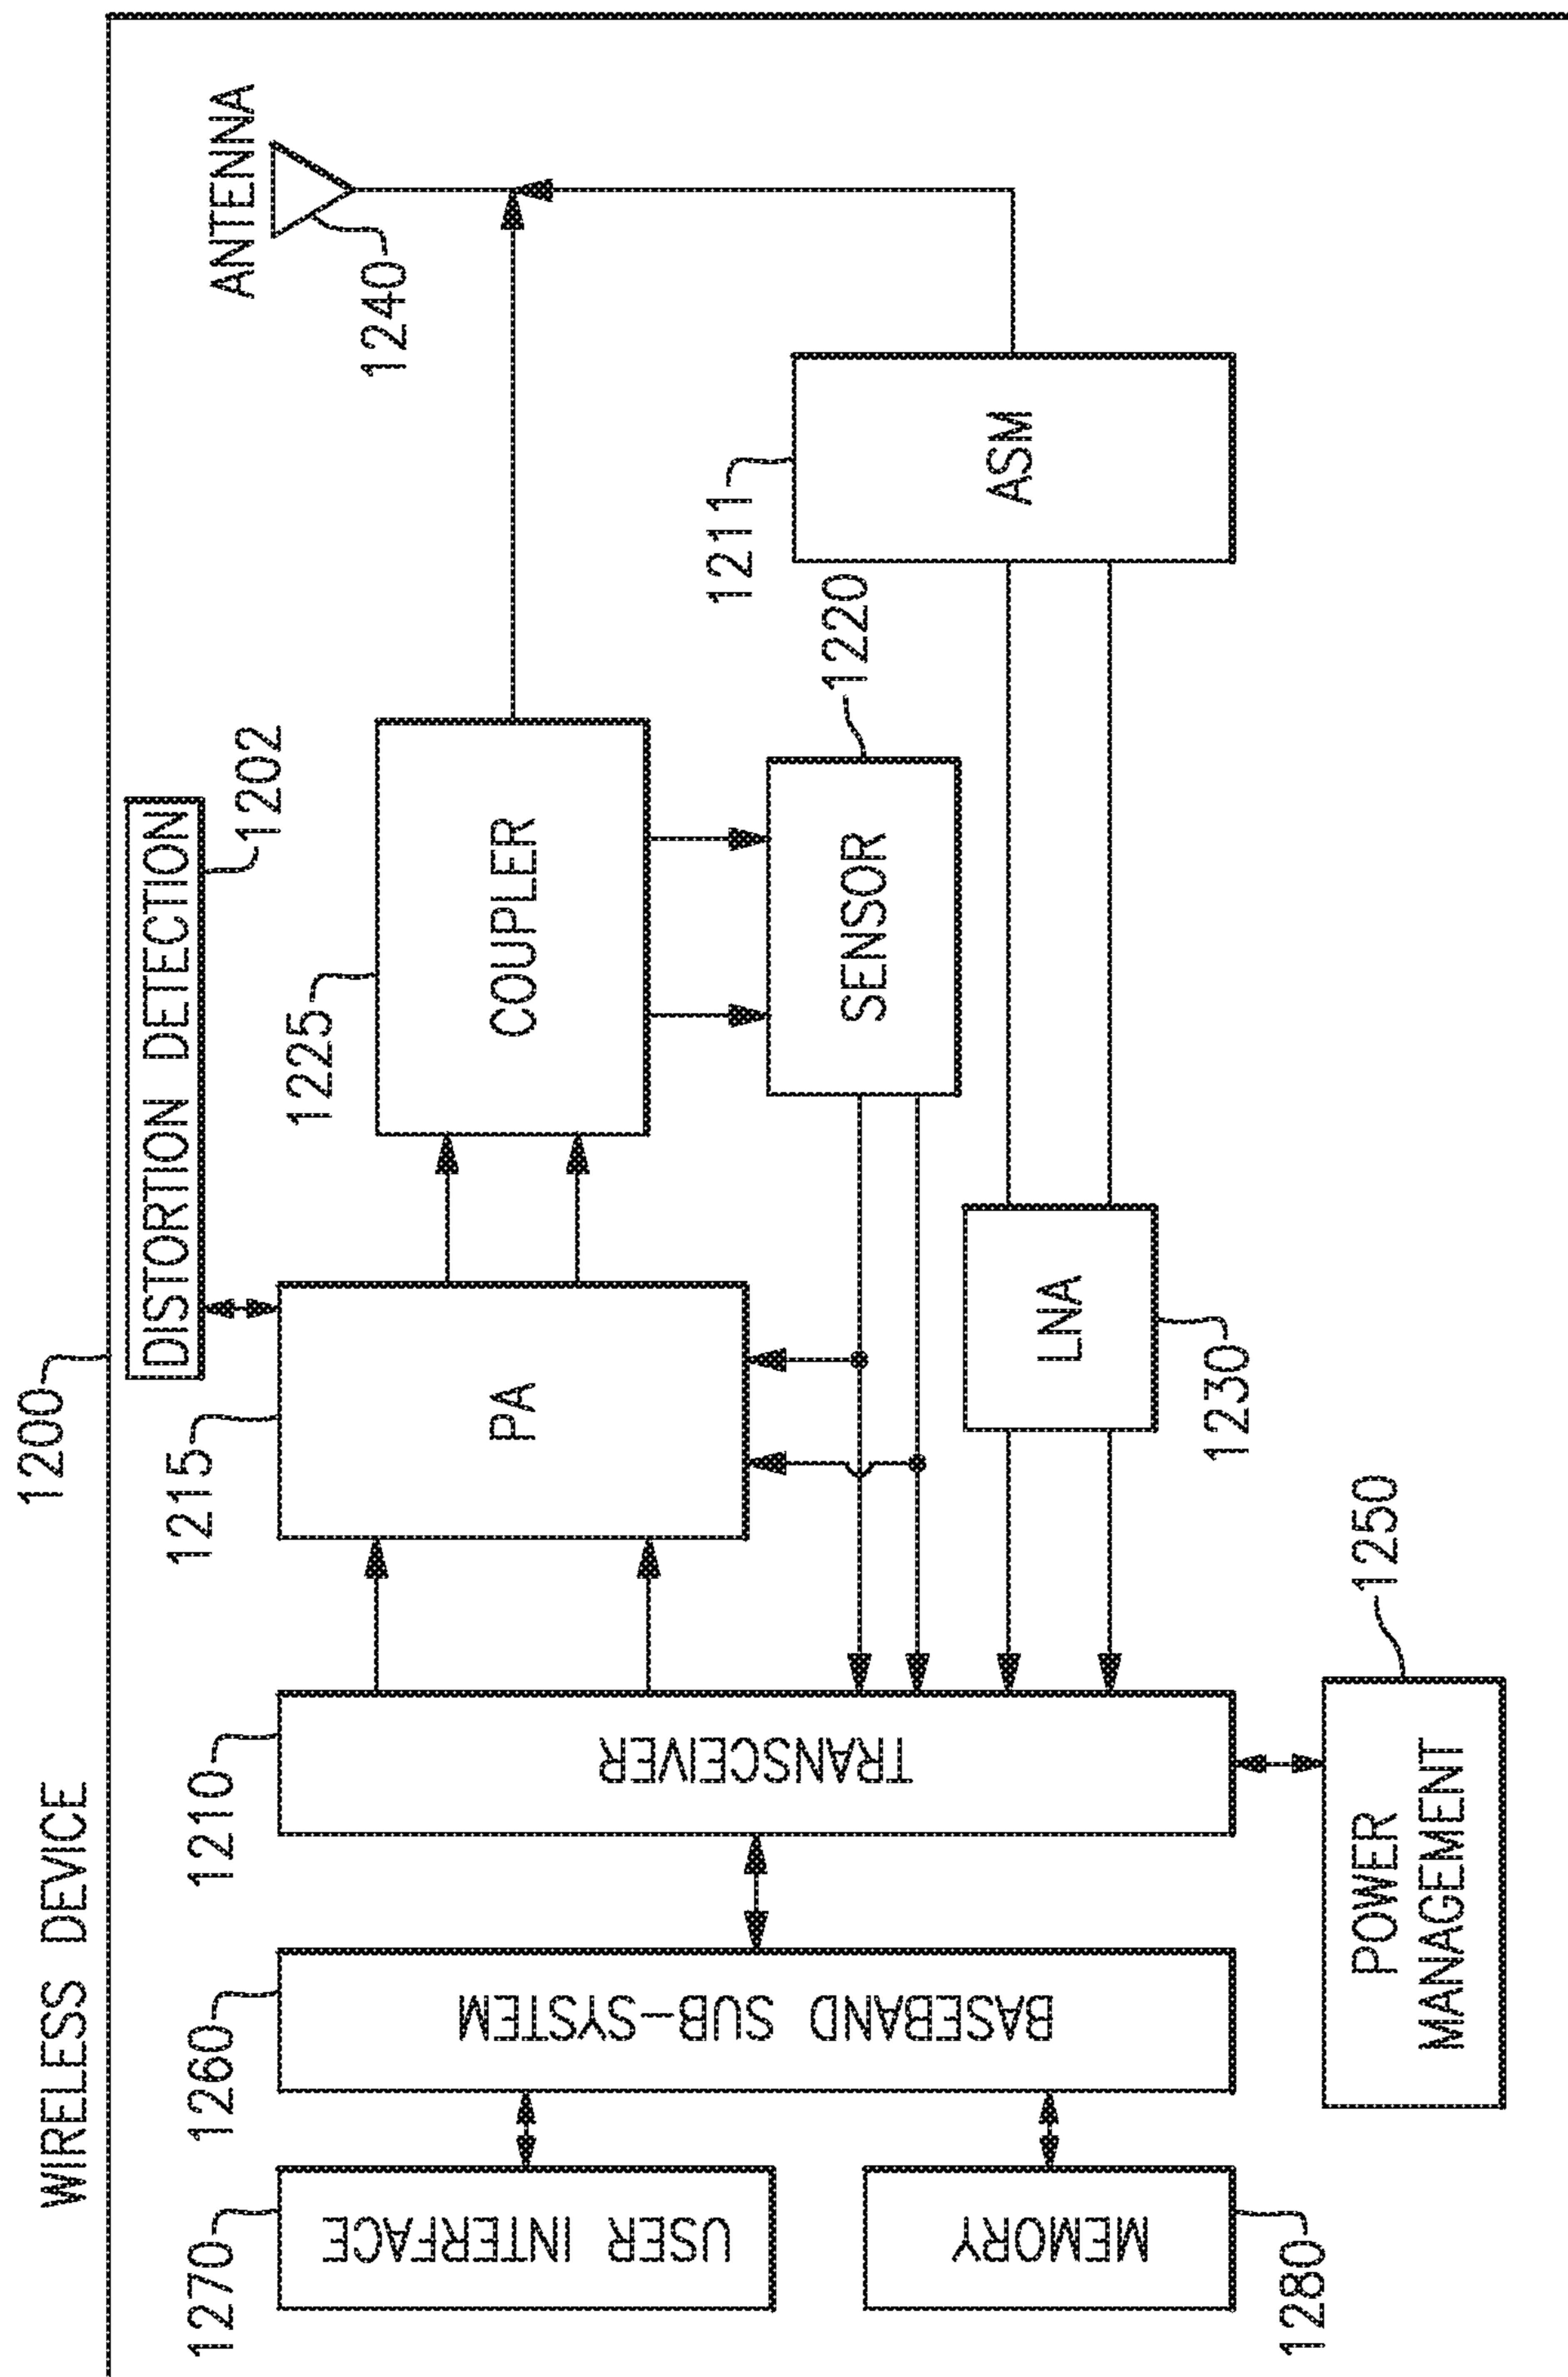 WIRELESS DEVICE
1200
1270
USER INTERFACE
1280
MEMORY
1260
BASEBAND SUB-SYSTEM
1210
TRANSCEIVER
1250
POWER
MANAGEMENT
1215
PA
DISTORTION DETECTION
1202
1225
COUPLER
1220
SENSOR
LNA
1230
1211
ASM
ANTENNA
1240